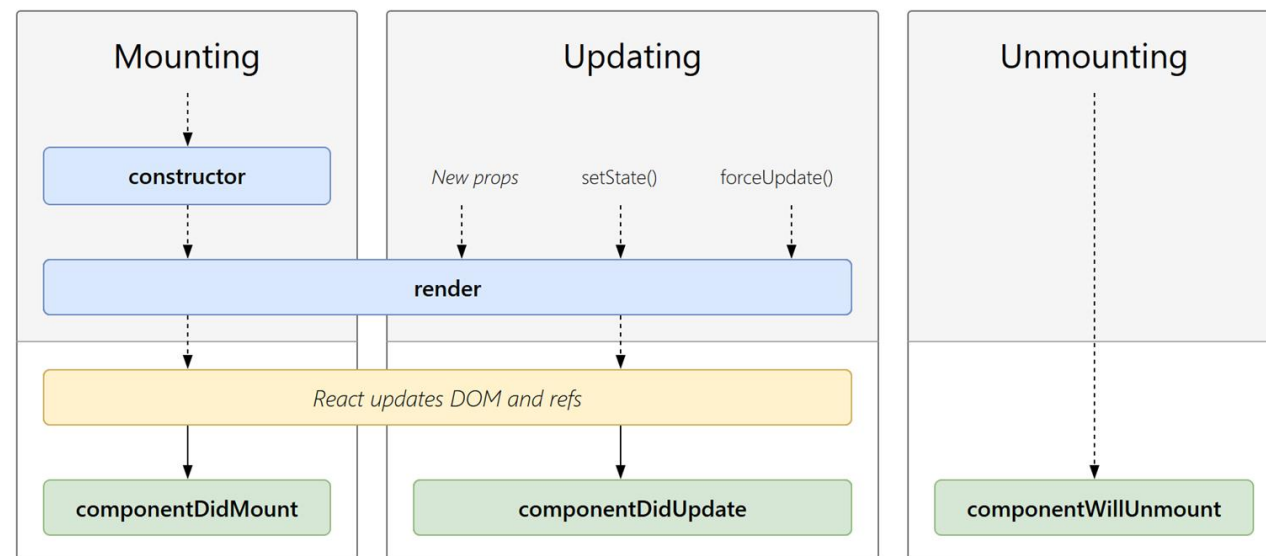 Mounting
Updating
Unmounting
constructor
New props
setState()
forceUpdate()
render
React updates DOM and refs
componentDidMount
componentDidUpdate
componentWillUnmount